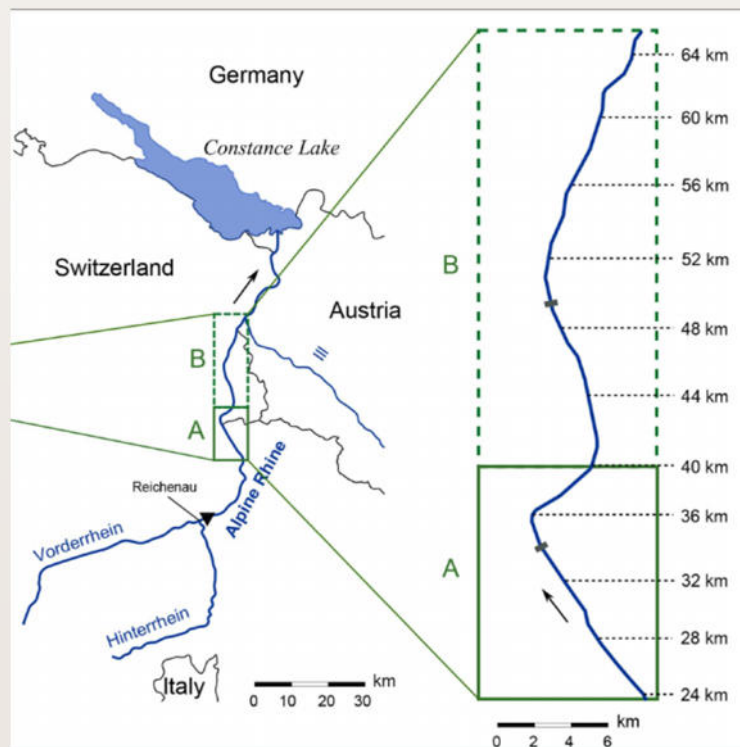 Germany
Constance Lake
Switzerland
Austria
Ill
B
A
Reichenau
Alpine Rhine
Vorderrhein
Hinterrhein
Italy
km
0 10 20 30
B
A
64 km
60 km
56 km
52 km
48 km
44 km
40 km
36 km
32 km
28 km
24 km
km
0 2 4 6